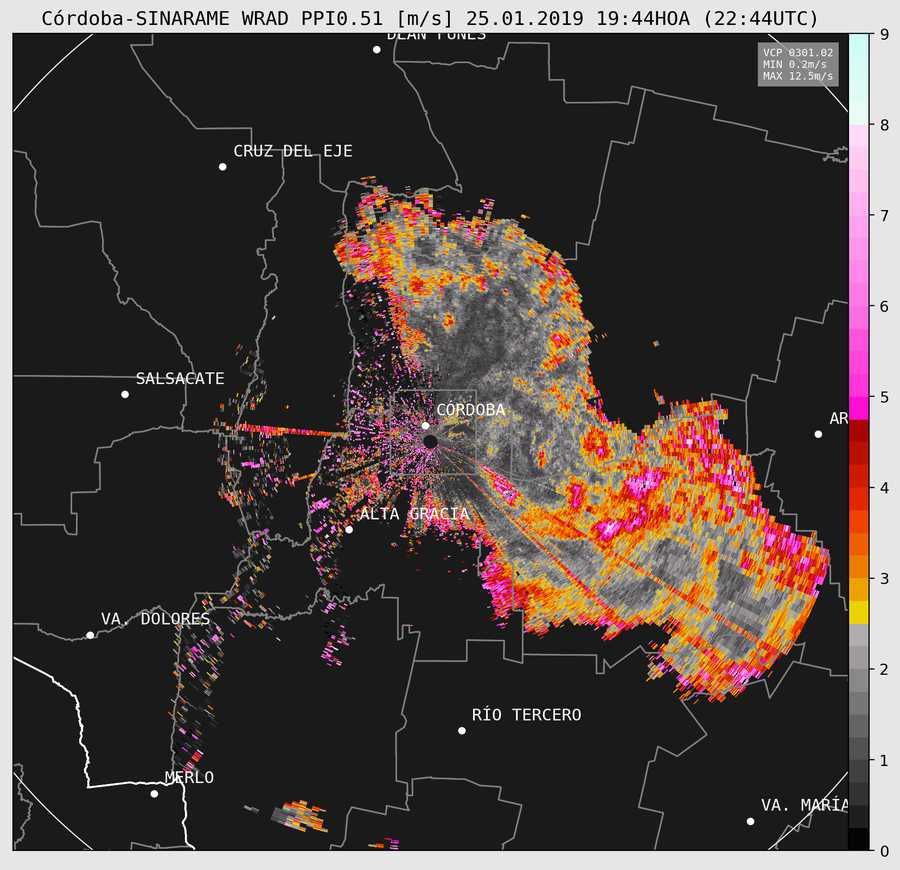 Córdoba-SINARAME WRAD PPI0.51 [m/s] 25.01.2019 19:44HOA (22:44UTC)
DEAN FUNES
VCP 0301.02
MIN 0.2m/s
MAX 12.5m/s
CRUZ DEL EJE
SALSACATE
CÓRDOBA
AR
ALTA GRACIA
VA. DOLORES
RÍO TERCERO
MERLO
VA. MARÍA
9
8
7
6
5
4
3
2
1
0